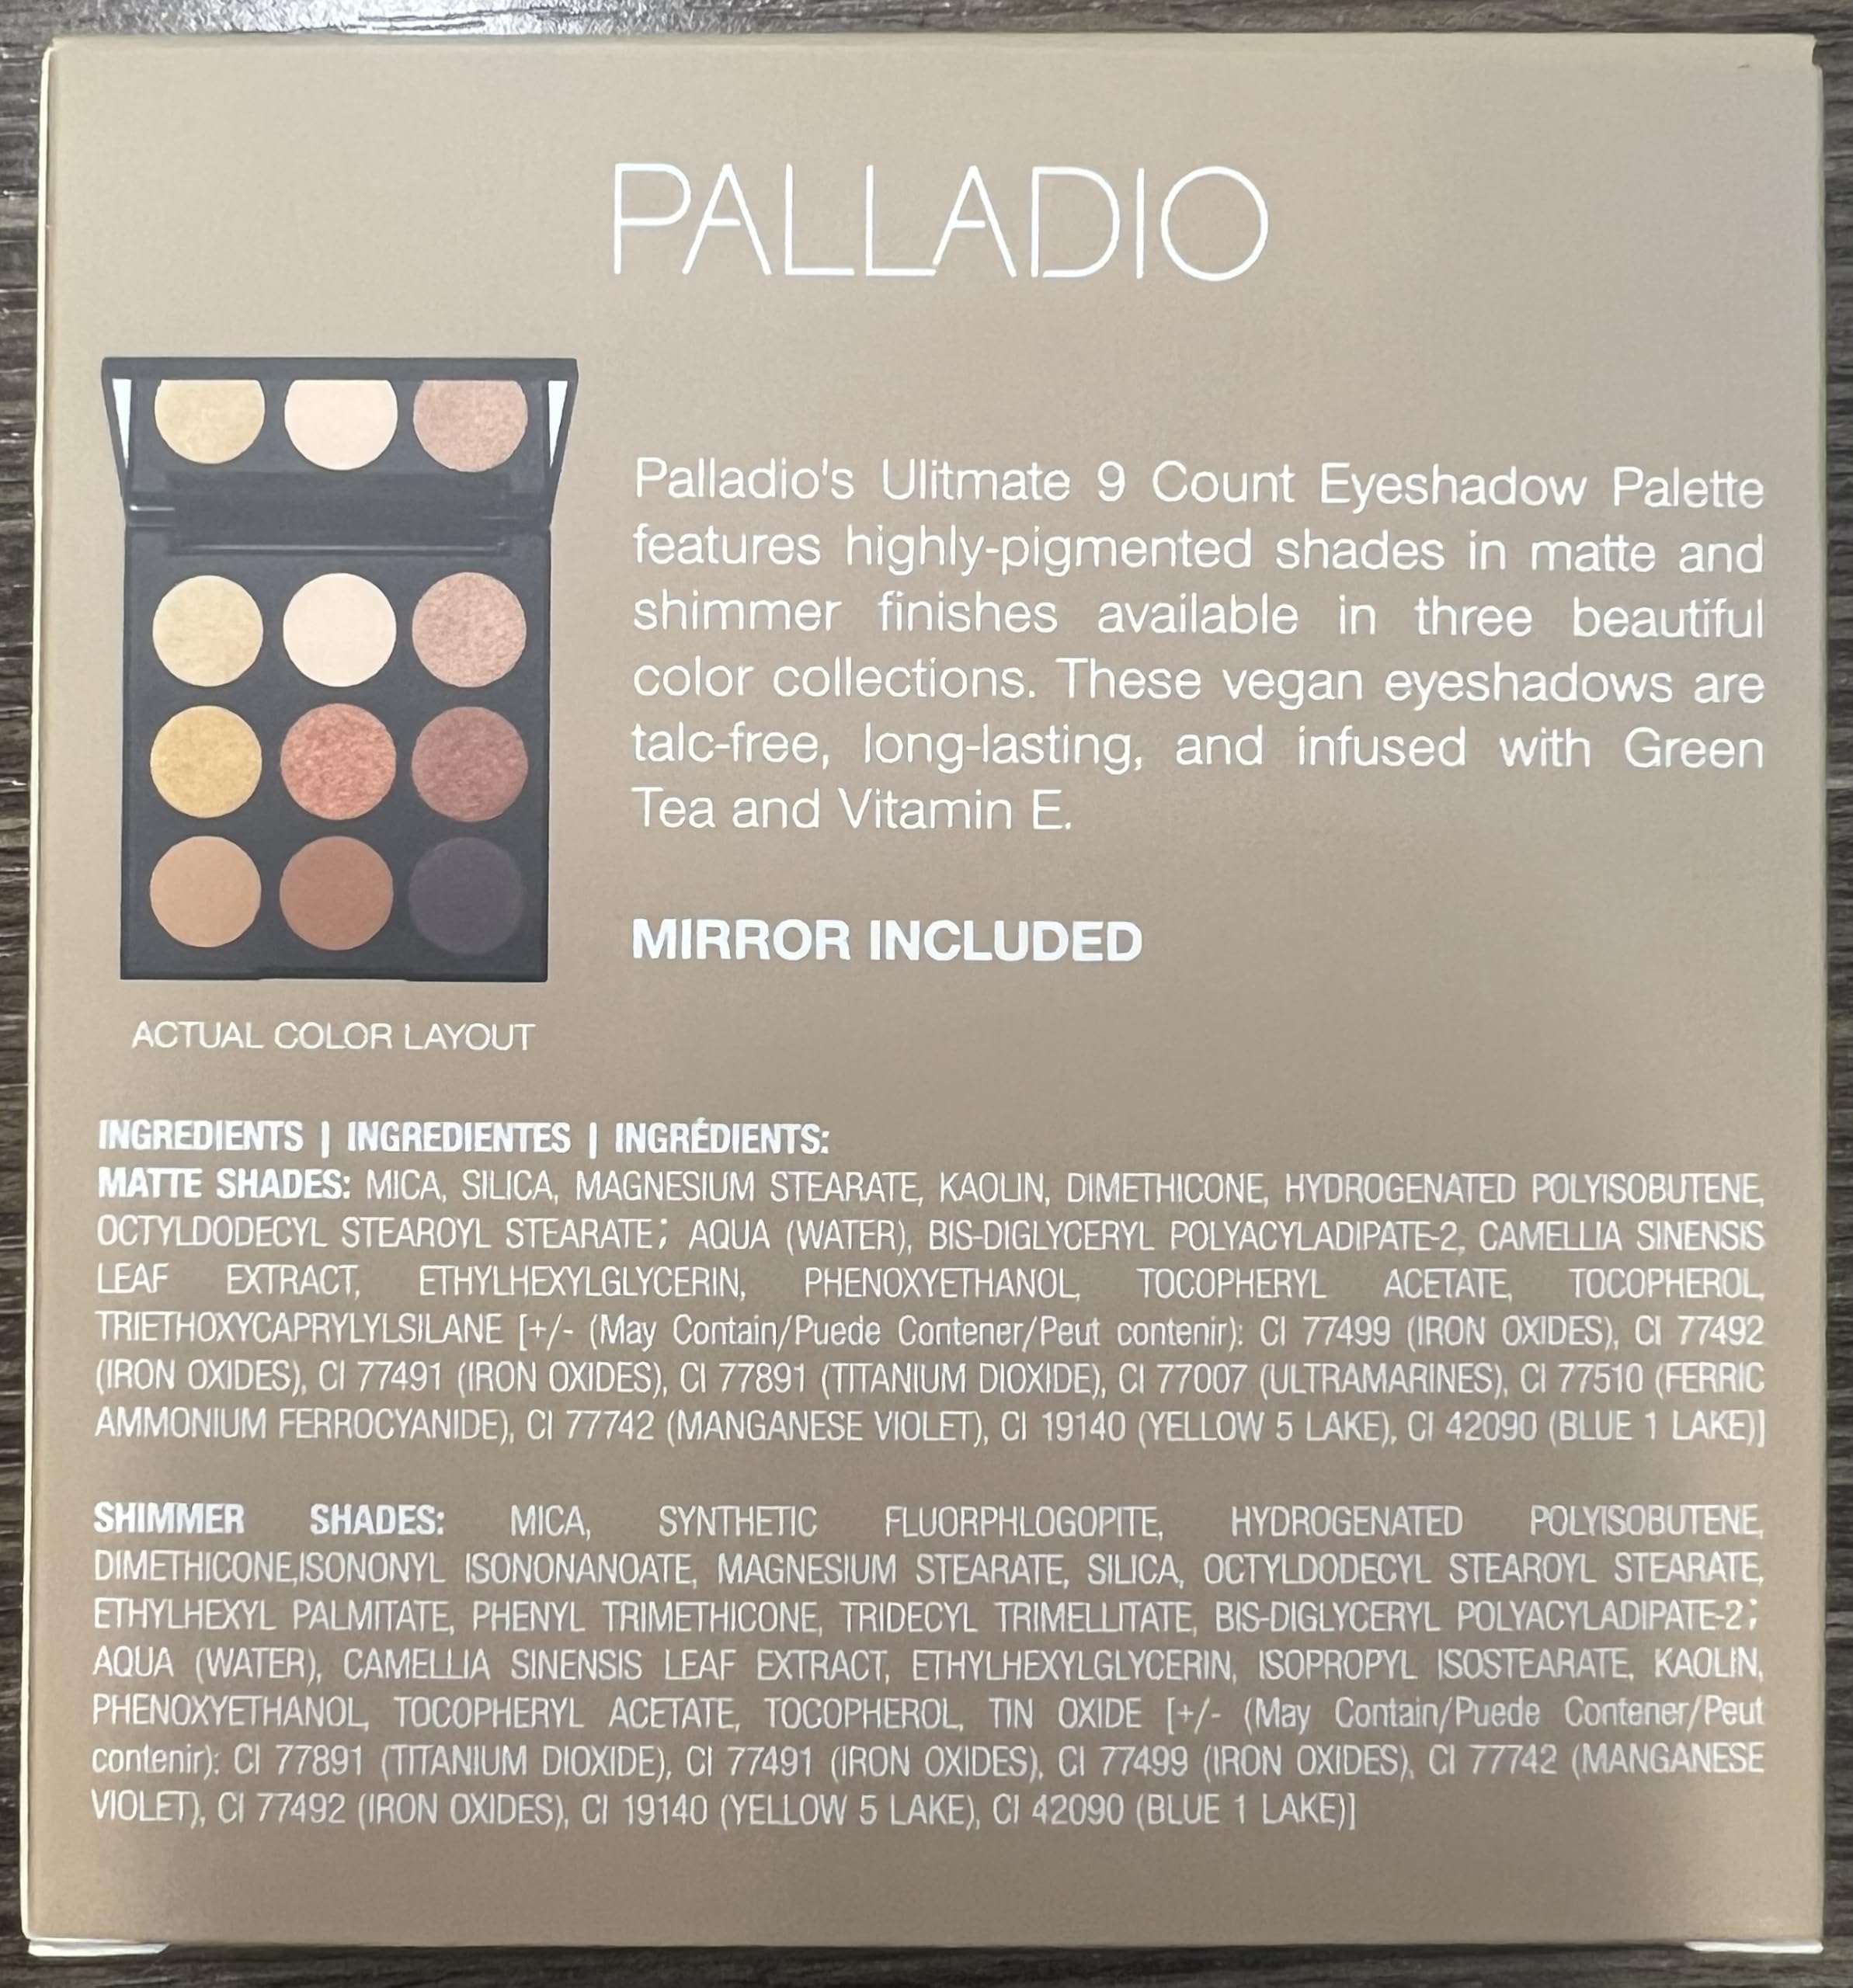 PALLADIO
Palladio's Ulitmate 9 Count Eyeshadow Palette
features highly-pigmented shades in matte and
shimmer finishes available in three beautiful
color collections. These vegan eyeshadows are
talc-free, long-lasting, and infused with Green
Tea and Vitamin E.
MIRROR INCLUDED
ACTUAL COLOR LAYOUT
INGREDIENTS | INGREDIENTES | INGRÉDIENTS:
MATTE SHADES: MICA, SILICA, MAGNESIUM STEARATE, KAOLIN, DIMETHICONE, HYDROGENATED POLYISOBUTENE,
OCTYLDODECYL STEAROYL STEARATE; AQUA (WATER), BIS-DIGLYCERYL POLYACYLADIPATE-2, CAMELLIA SINENSIS
LEAF EXTRACT, ETHYLHEXYLGLYCERIN, PHENOXYETHANOL, TOCOPHERYL ACETATE, TOCOPHEROL,
TRIETHOXYCAPRYLYLSILANE [+/- (May Contain/Puede Contener/Peut contenir): CI 77499 (IRON OXIDES), CI 77492
(IRON OXIDES), CI 77491 (IRON OXIDES), CI 77891 (TITANIUM DIOXIDE), CI 77007 (ULTRAMARINES), CI 77510 (FERRIC
AMMONIUM FERROCYANIDE), CI 77742 (MANGANESE VIOLET), CI 19140 (YELLOW 5 LAKE), CI 42090 (BLUE 1 LAKE)]
SHIMMER SHADES: MICA, SYNTHETIC FLUORPHLOGOPITE, HYDROGENATED POLYISOBUTENE,
DIMETHICONE,ISONONYL ISONONANOATE, MAGNESIUM STEARATE, SILICA, OCTYLDODECYL STEAROYL STEARATE,
ETHYLHEXYL PALMITATE, PHENYL TRIMETHICONE, TRIDECYL TRIMELLITATE, BIS-DIGLYCERYL POLYACYLADIPATE-2;
AQUA (WATER), CAMELLIA SINENSIS LEAF EXTRACT, ETHYLHEXYLGLYCERIN, ISOPROPYL ISOSTEARATE, KAOLIN,
PHENOXYETHANOL, TOCOPHERYL ACETATE, TOCOPHEROL, TIN OXIDE [+/- (May Contain/Puede Contener/Peut
contenir): CI 77891 (TITANIUM DIOXIDE), CI 77491 (IRON OXIDES), CI 77499 (IRON OXIDES), CI 77742 (MANGANESE
VIOLET), CI 77492 (IRON OXIDES), CI 19140 (YELLOW 5 LAKE), CI 42090 (BLUE 1 LAKE)]